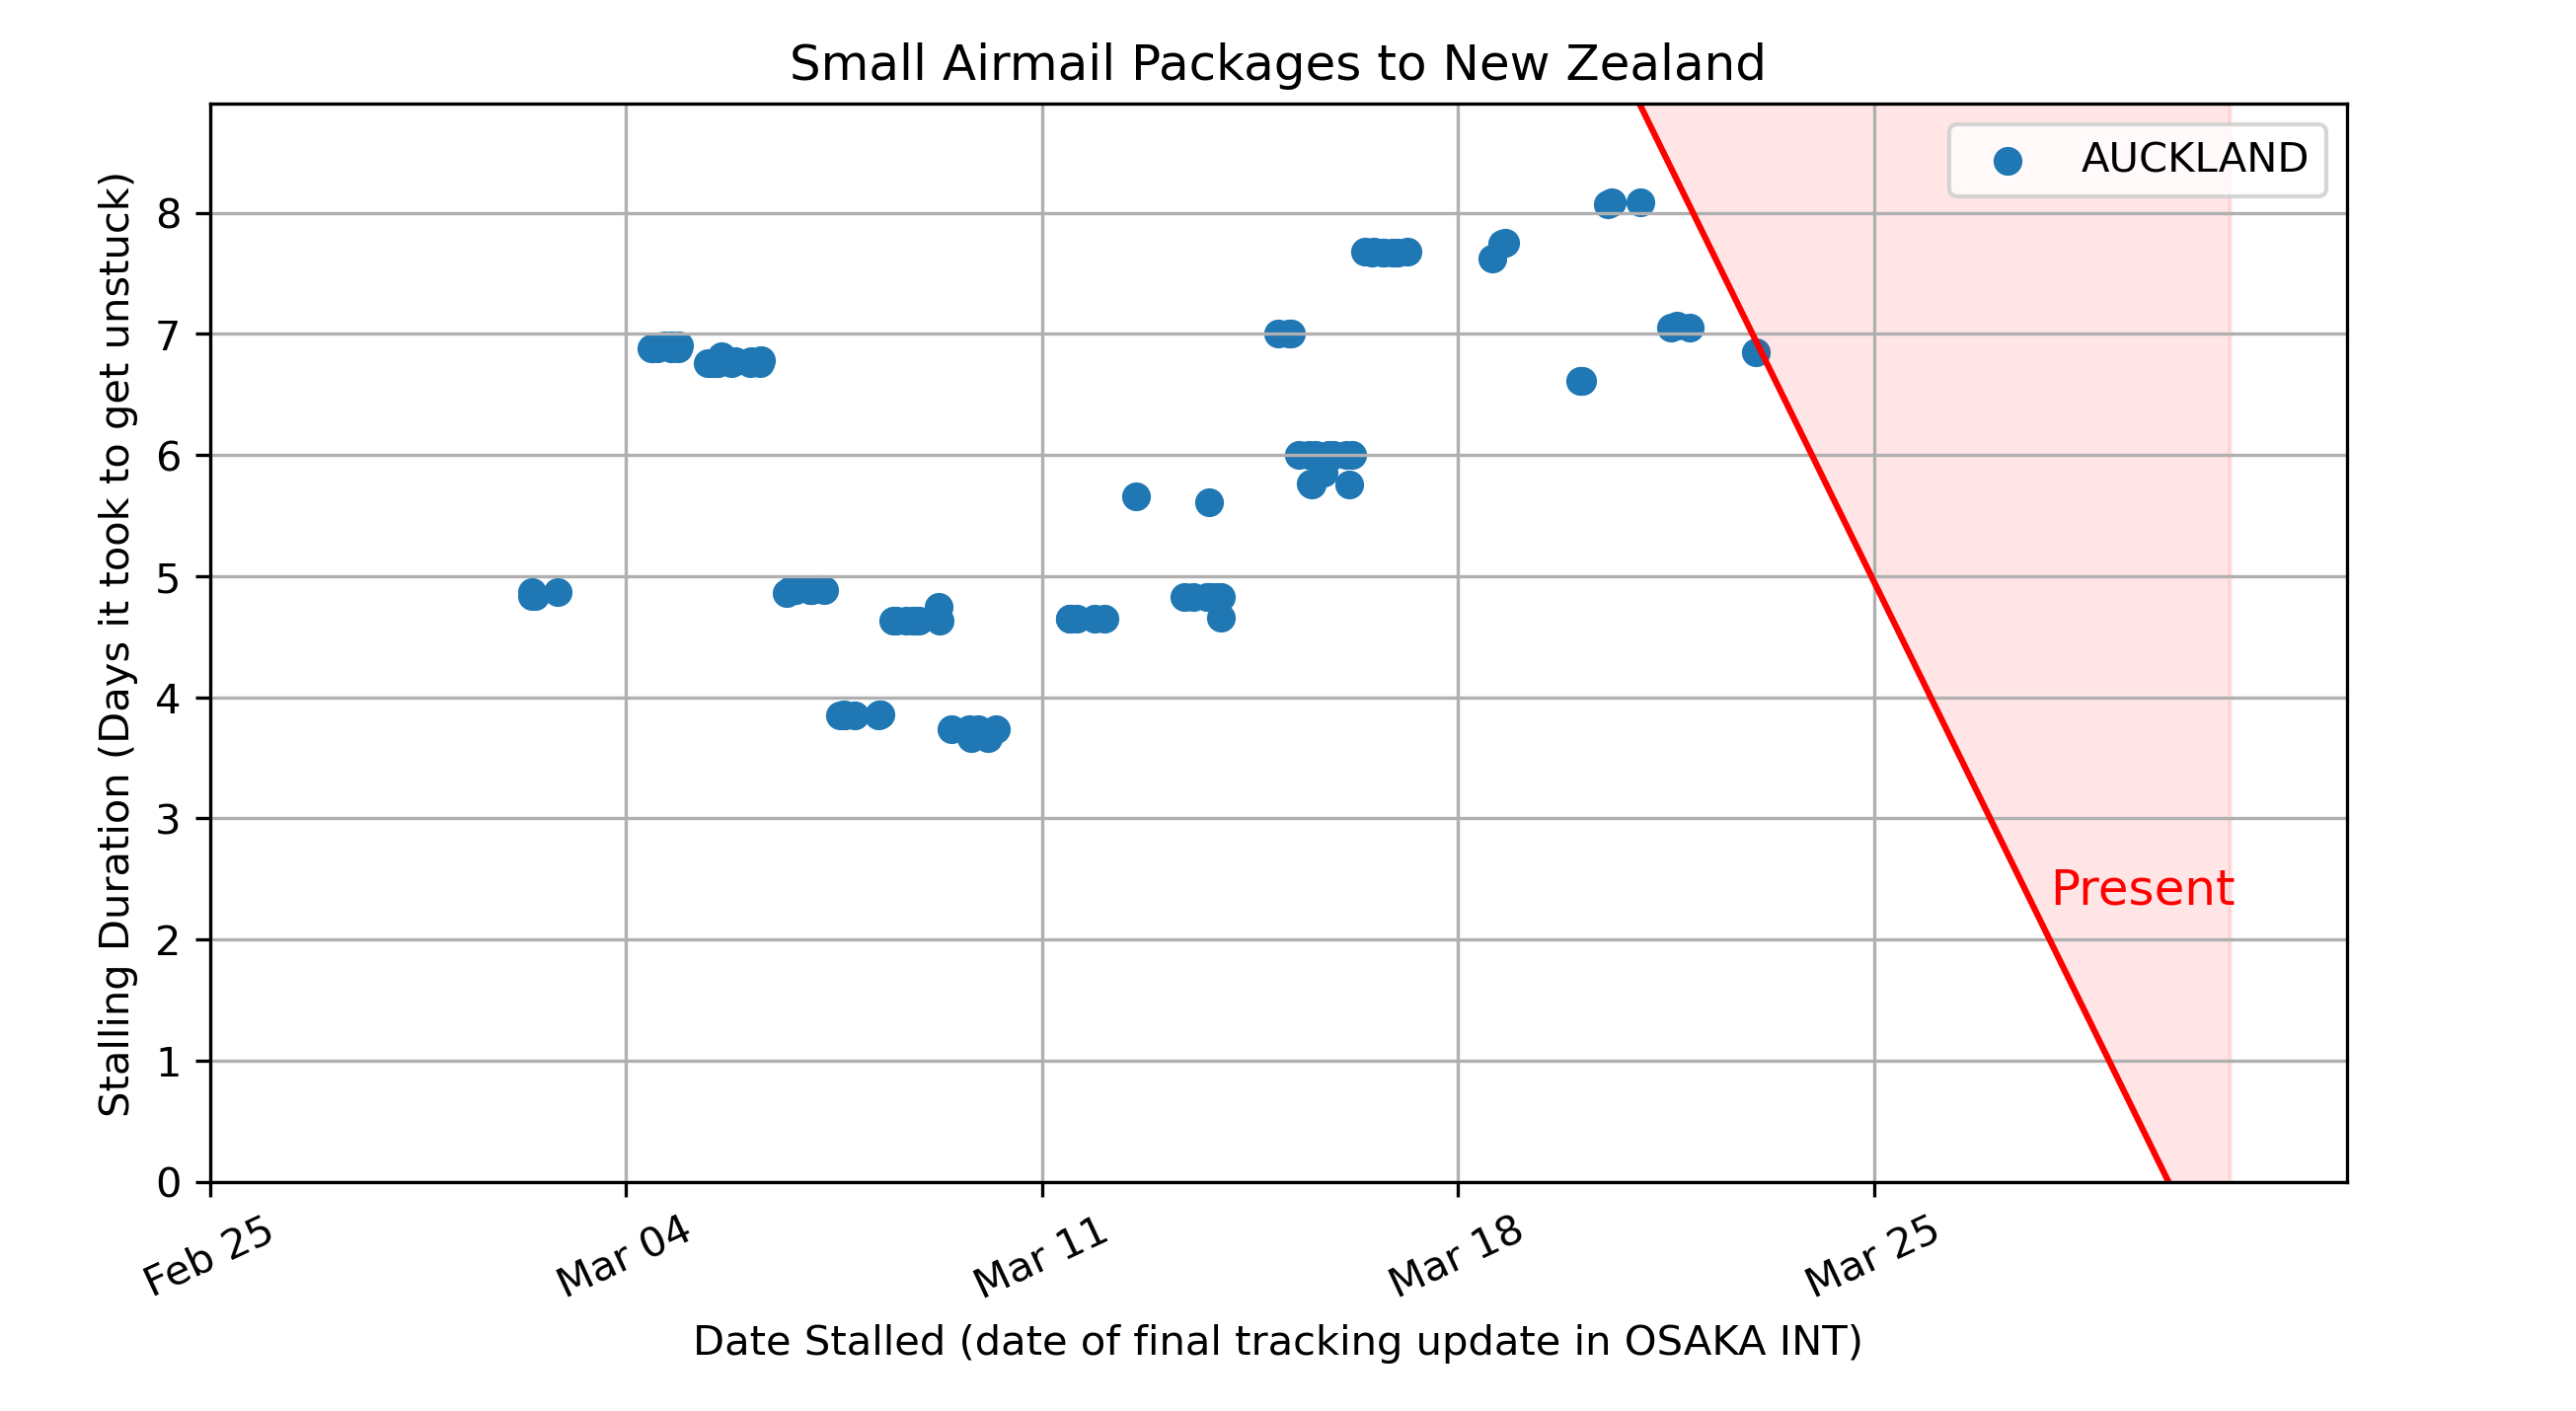 Small Airmail Packages to New Zealand
AUCKLAND
Stalling Duration (Days it took to get unstuck)
8
7
6
5
4
3
2
1
0
Present
Feb 25
Mar 04
Mar 11
Mar 18
Mar 25
Date Stalled (date of final tracking update in OSAKA INT)